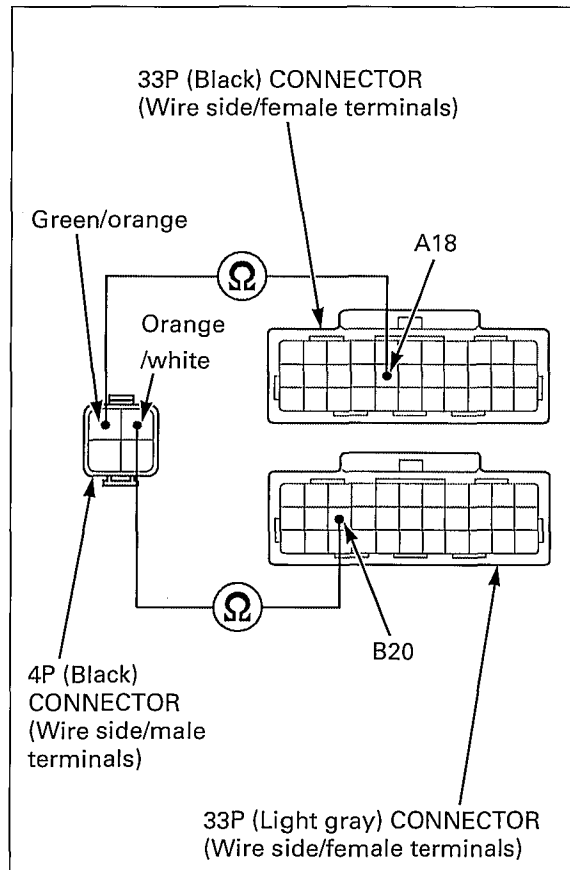 33P (Black) CONNECTOR
(Wire side/female terminals)
Green/orange
A18
Ω
Orange
/white
Ω
B20
4P (Black)
CONNECTOR
(Wire side/male
terminals)
33P (Light gray) CONNECTOR
(Wire side/female terminals)